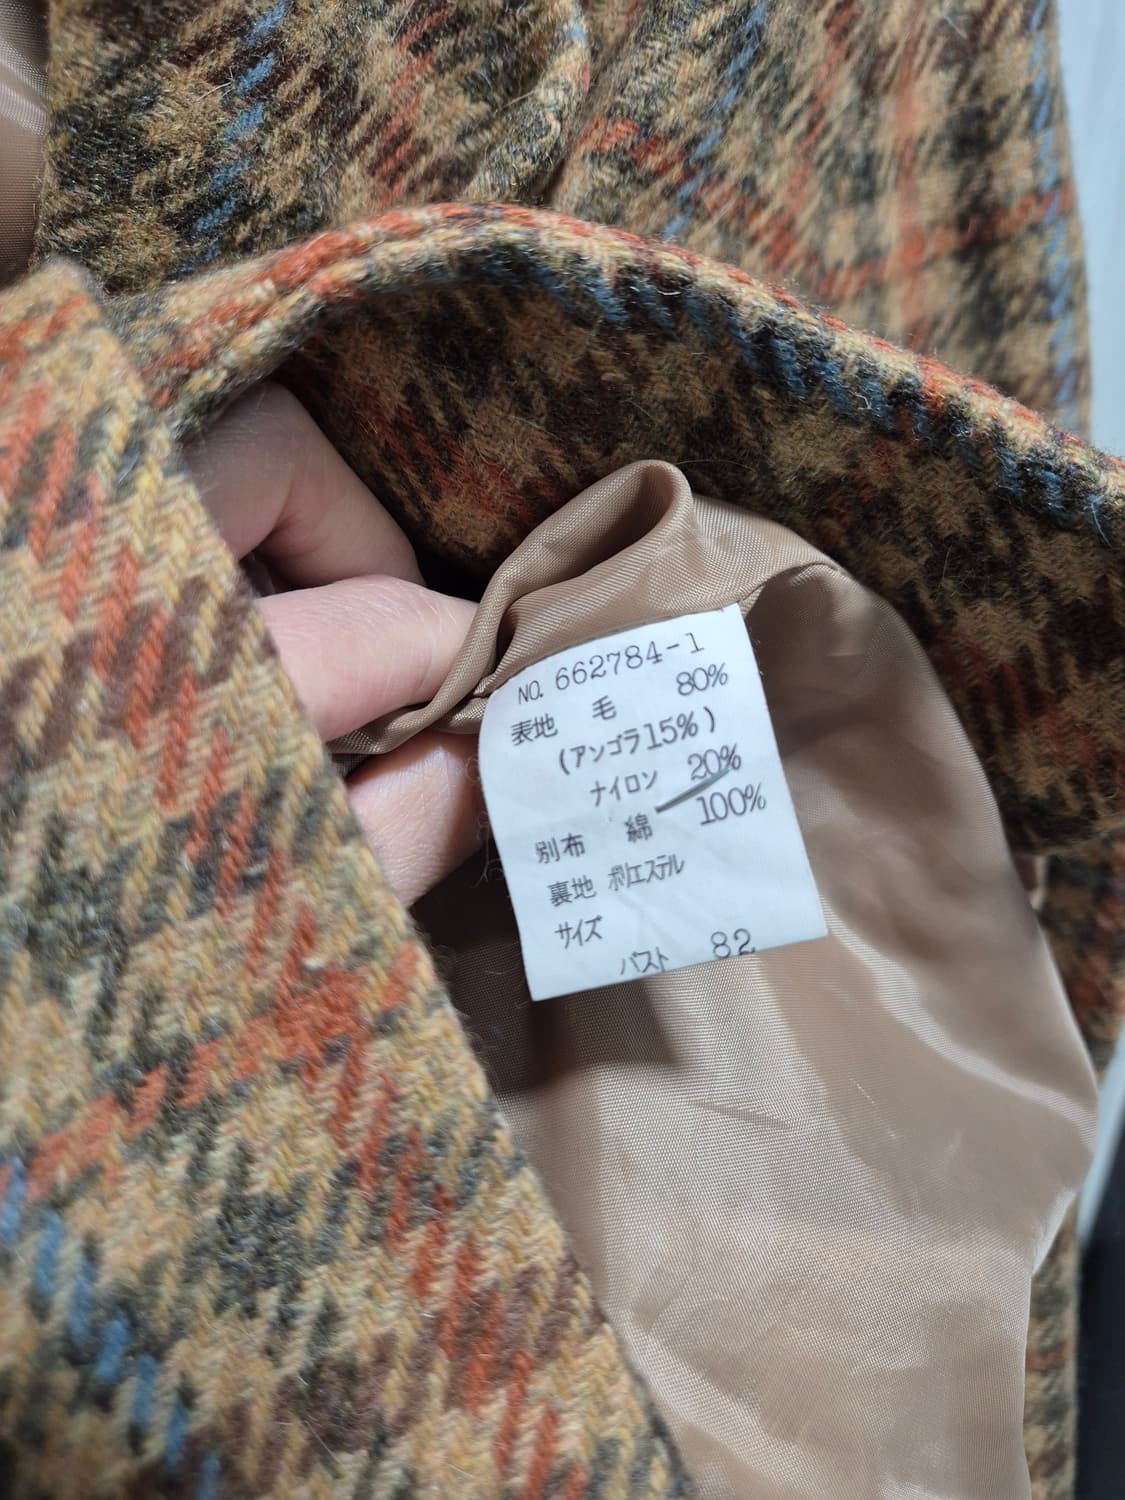 NO. 662784-1
表地 毛 80%
(アンゴラ15%)
ナイロン 20%
別布 綿 100%
裏地 ポリエステル
サイズ
バスト 82